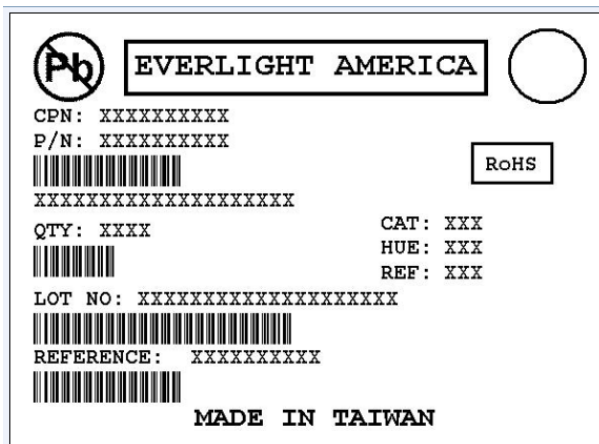 Pb
EVERLIGHT AMERICA
CPN: XXXXXXXXXX
P/N: XXXXXXXXXX
RoHS
XXXXXXXXXXXXXXXXXXXX
QTY: XXXX
CAT: XXX
HUE: XXX
REF: XXX
LOT NO: XXXXXXXXXXXXXXXXXXXX
REFERENCE: XXXXXXXXXX
MADE IN TAIWAN